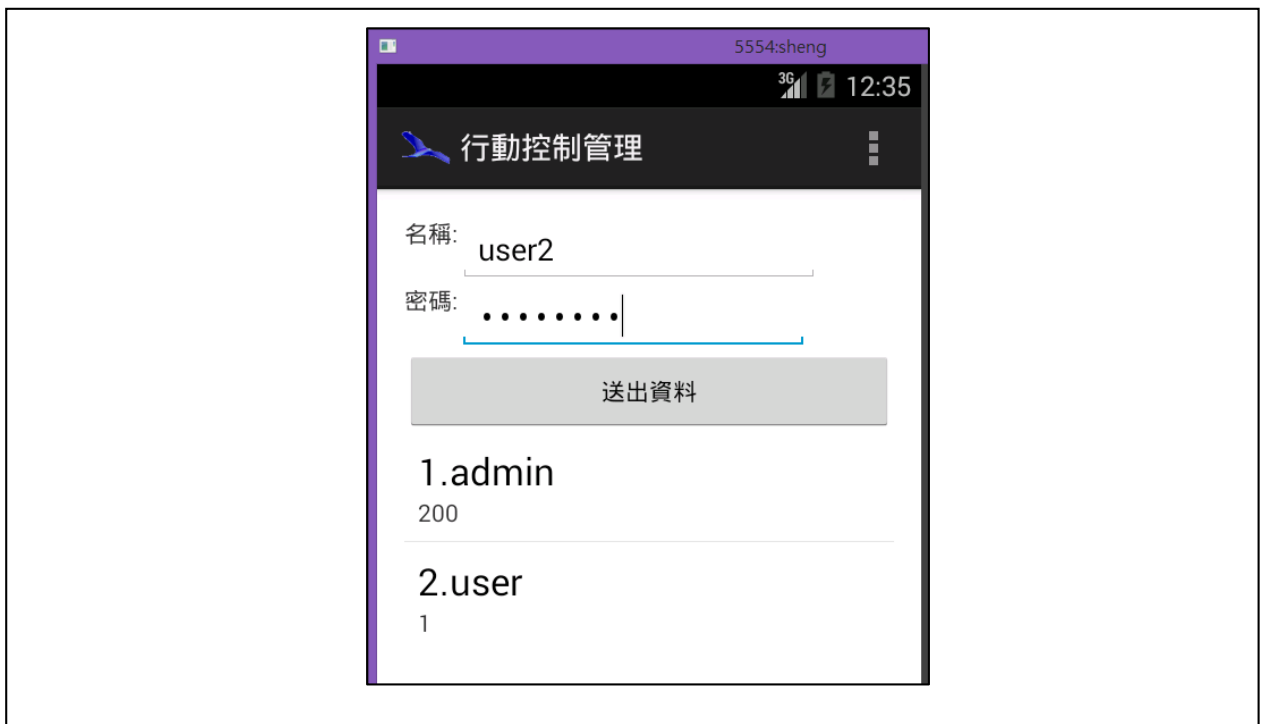 5554:sheng
3G 12:35
行動控制管理
名稱: user2
密碼: ••••••••
送出資料
1.admin
200
2.user
1